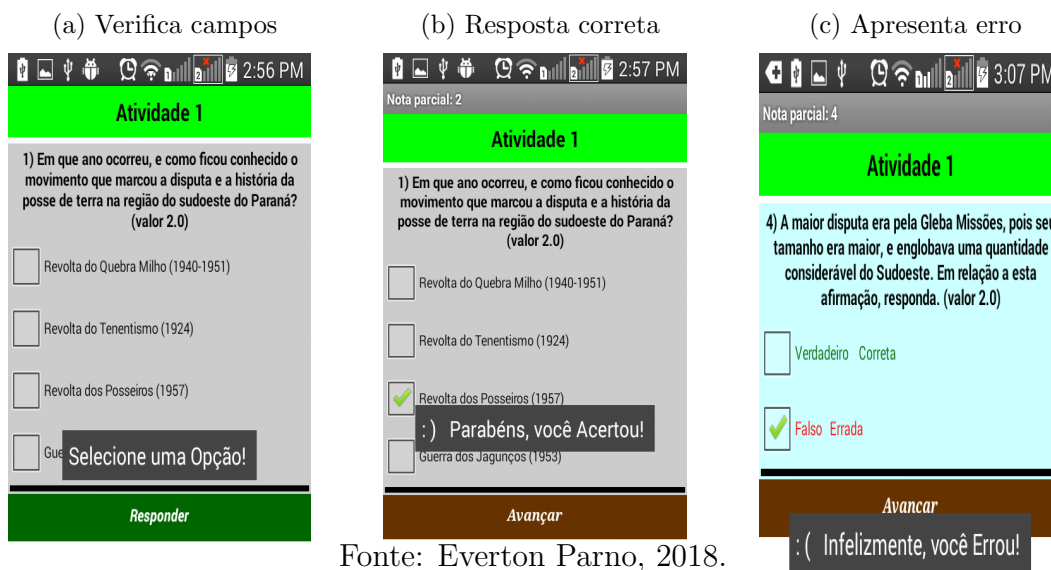 (a) Verifica campos
2:56 PM
Atividade 1
1) Em que ano ocorreu, e como ficou conhecido o
movimento que marcou a disputa e a história da
posse de terra na região do sudoeste do Paraná?
(valor 2.0)
Revolta do Quebra Milho (1940-1951)
Revolta do Tenentismo (1924)
Revolta dos Posseiros (1957)
Selecione uma Opção!
Responder
(b) Resposta correta
2:57 PM
Nota parcial: 2
Atividade 1
1) Em que ano ocorreu, e como ficou conhecido o
movimento que marcou a disputa e a história da
posse de terra na região do sudoeste do Paraná?
(valor 2.0)
Revolta do Quebra Milho (1940-1951)
Revolta do Tenentismo (1924)
Revolta dos Posseiros (1957)
: ) Parabéns, você Acertou!
Guerra dos Jagunços (1953)
Avançar
(c) Apresenta erro
3:07 PM
Nota parcial: 4
Atividade 1
4) A maior disputa era pela Gleba Missões, pois seu
tamanho era maior, e englobava uma quantidade
considerável do Sudoeste. Em relação a esta
afirmação, responda. (valor 2.0)
Verdadeiro Correta
Falso Errada
Avançar
: ( Infelizmente, você Errou!
Fonte: Everton Parno, 2018.